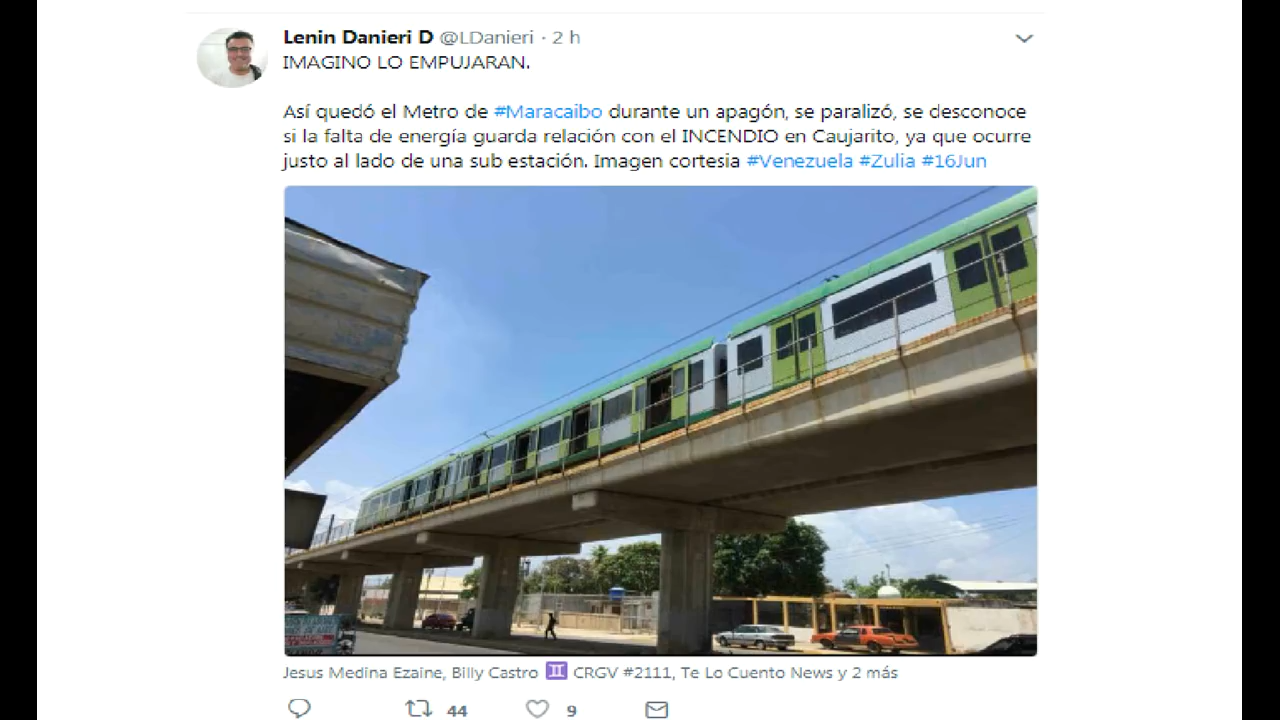 Lenin Danieri D @LDanieri · 2 h
IMAGINO LO EMPUJARAN.
Así quedó el Metro de #Maracaibo durante un apagón, se paralizó, se desconoce
si la falta de energía guarda relación con el INCENDIO en Caujarito, ya que ocurre
justo al lado de una sub estación. Imagen cortesia #Venezuela #Zulia #16Jun
Jesus Medina Ezaine, Billy Castro ♊ CRGV #2111, Te Lo Cuento News y 2 más
44
9